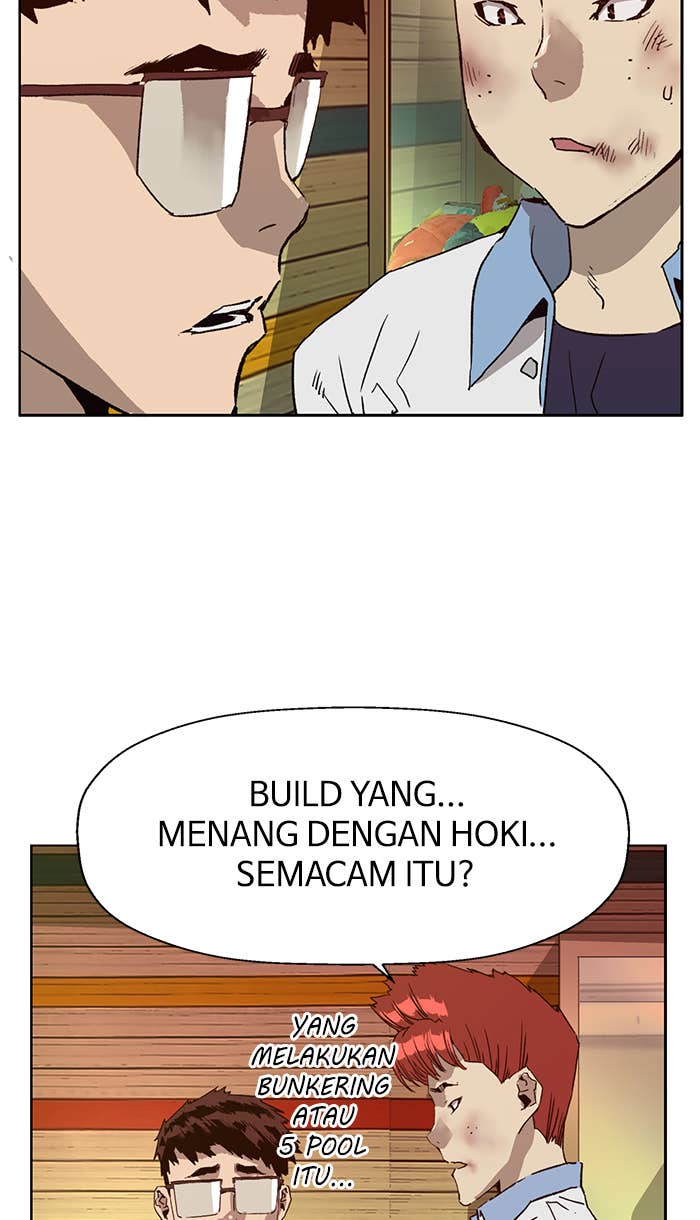 BUILD YANG...
MENANG DENGAN HOKI...
SEMACAM ITU?
YANG
MELAKUKAN
BUNKERING
ATAU
5 POOL
ITU...